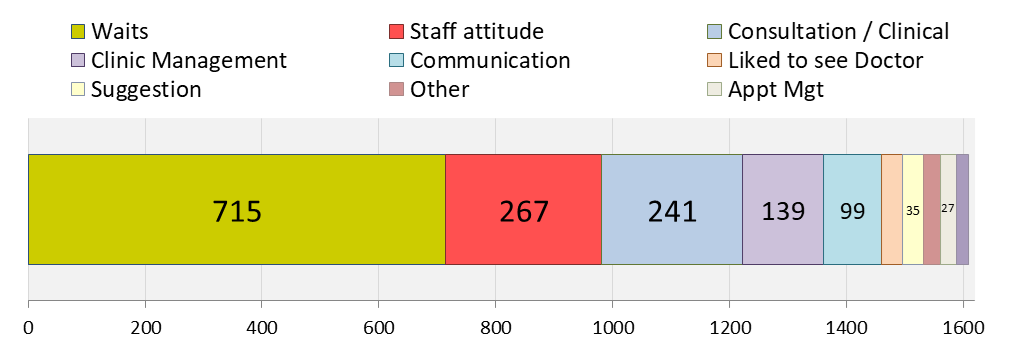 Waits Staff attitude Consultation / Clinical
Clinic Management Communication Liked to see Doctor
Suggestion Other Appt Mgt
715 267 241 139 99 35 27
0 200 400 600 800 1000 1200 1400 1600